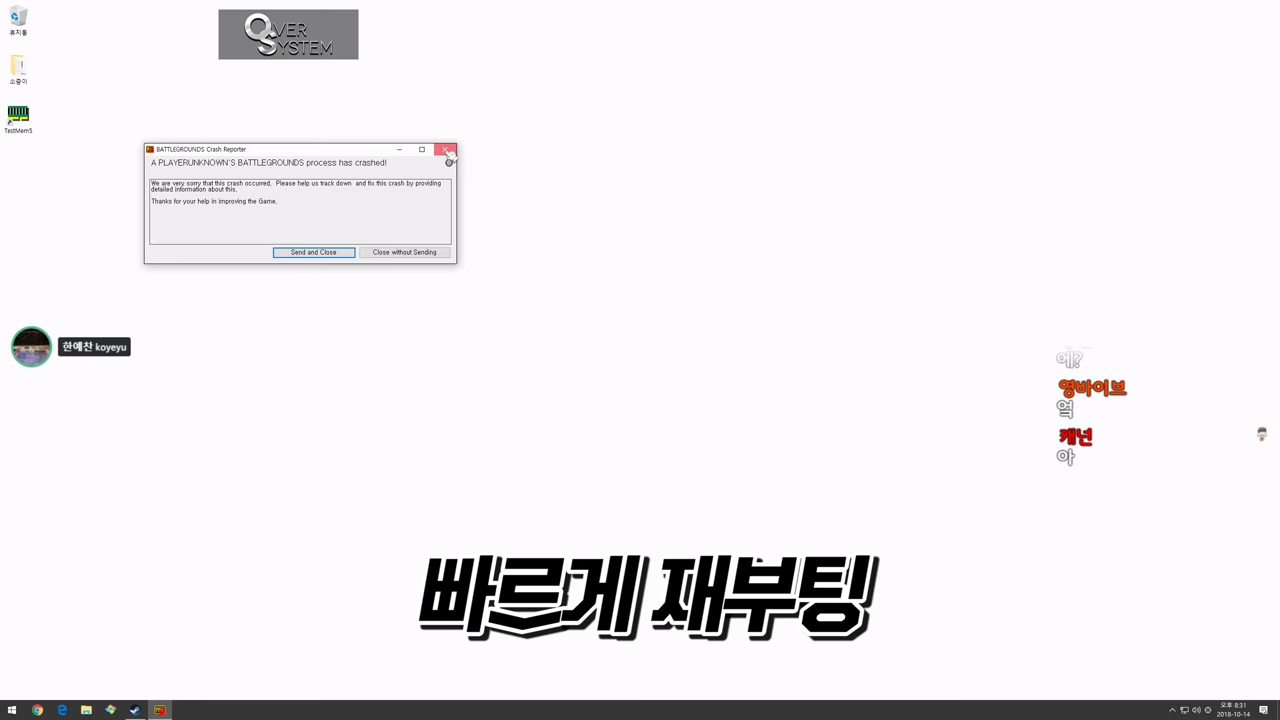 휴지통
소중이
TestMem5
OVER
SYSTEM
BATTLEGROUNDS Crash Reporter
A PLAYERUNKNOWN'S BATTLEGROUNDS process has crashed!
We are very sorry that this crash occurred. Please help us track down and fix this crash by providing
detailed information about this.
Thanks for your help in improving the Game.
Send and Close
Close without Sending
한예찬 koyeyu
에?
영바이브
엌
캐넌
아
빠르게 재부팅
오후 8:31
2018-10-14